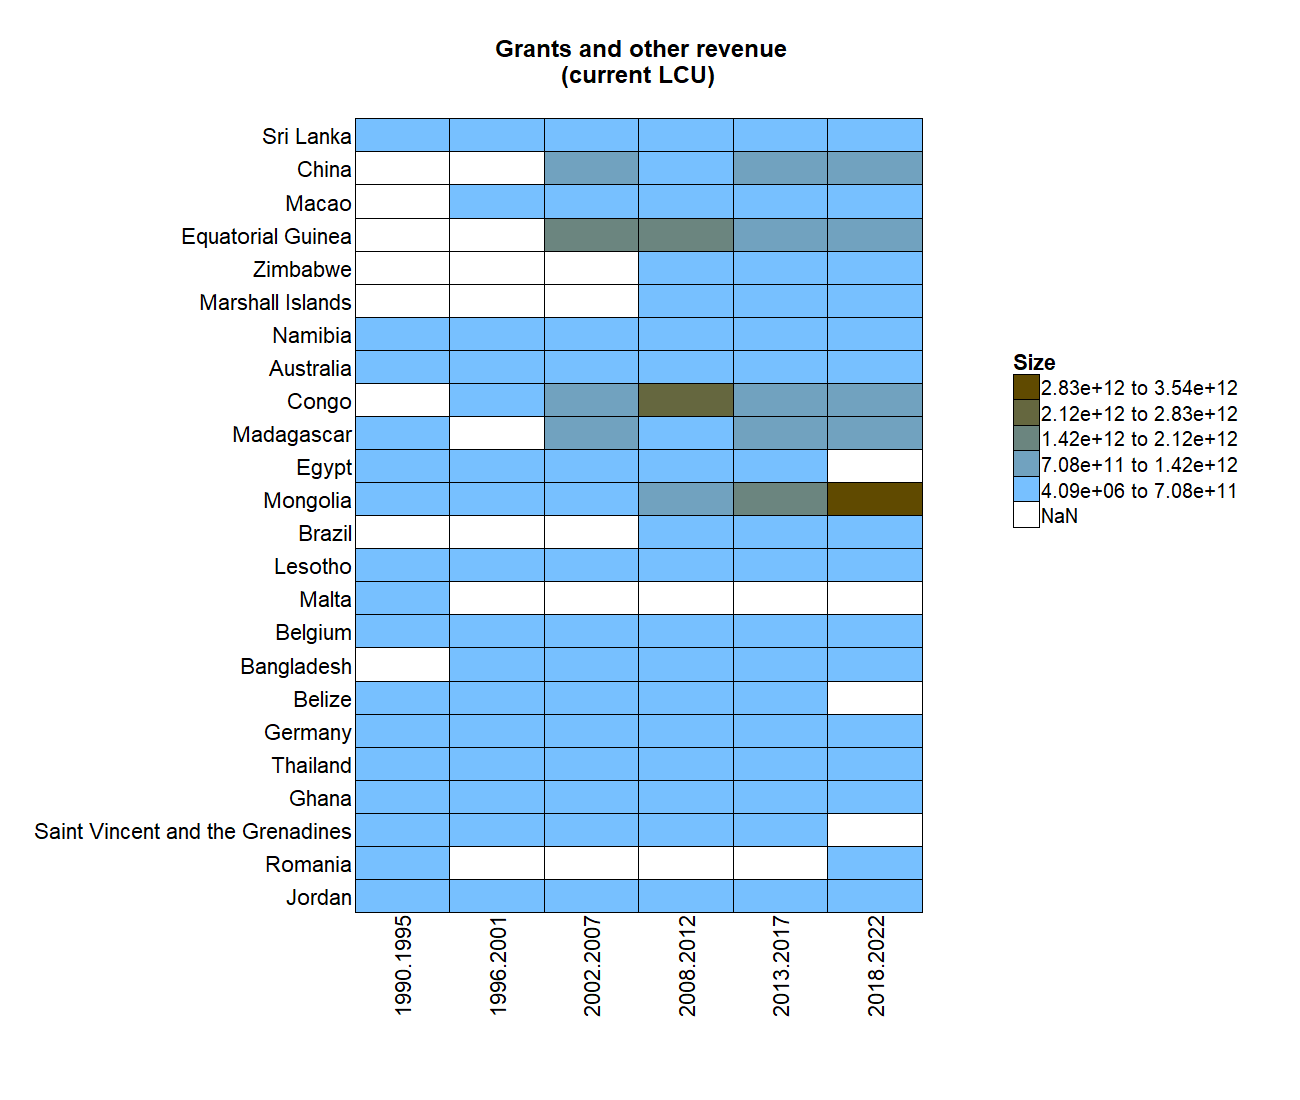 Grants and other revenue
(current LCU)
Sri Lanka
China
Macao
Equatorial Guinea
Zimbabwe
Marshall Islands
Namibia
Australia
Congo
Madagascar
Egypt
Mongolia
Brazil
Lesotho
Malta
Belgium
Bangladesh
Belize
Germany
Thailand
Ghana
Saint Vincent and the Grenadines
Romania
Jordan
1990.1995
1996.2001
2002.2007
2008.2012
2013.2017
2018.2022
Size
2.83e+12 to 3.54e+12
2.12e+12 to 2.83e+12
1.42e+12 to 2.12e+12
7.08e+11 to 1.42e+12
4.09e+06 to 7.08e+11
NaN